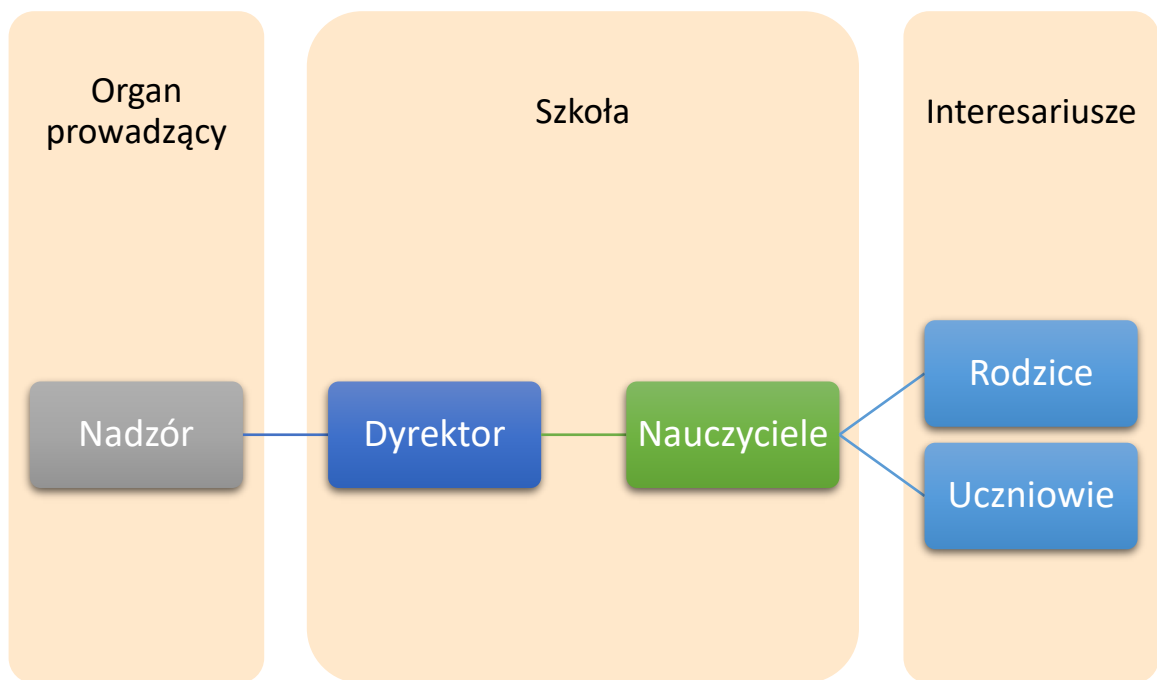 Organ
prowadzący
Szkoła
Interesariusze
Nadzór
Dyrektor
Nauczyciele
Rodzice
Uczniowie